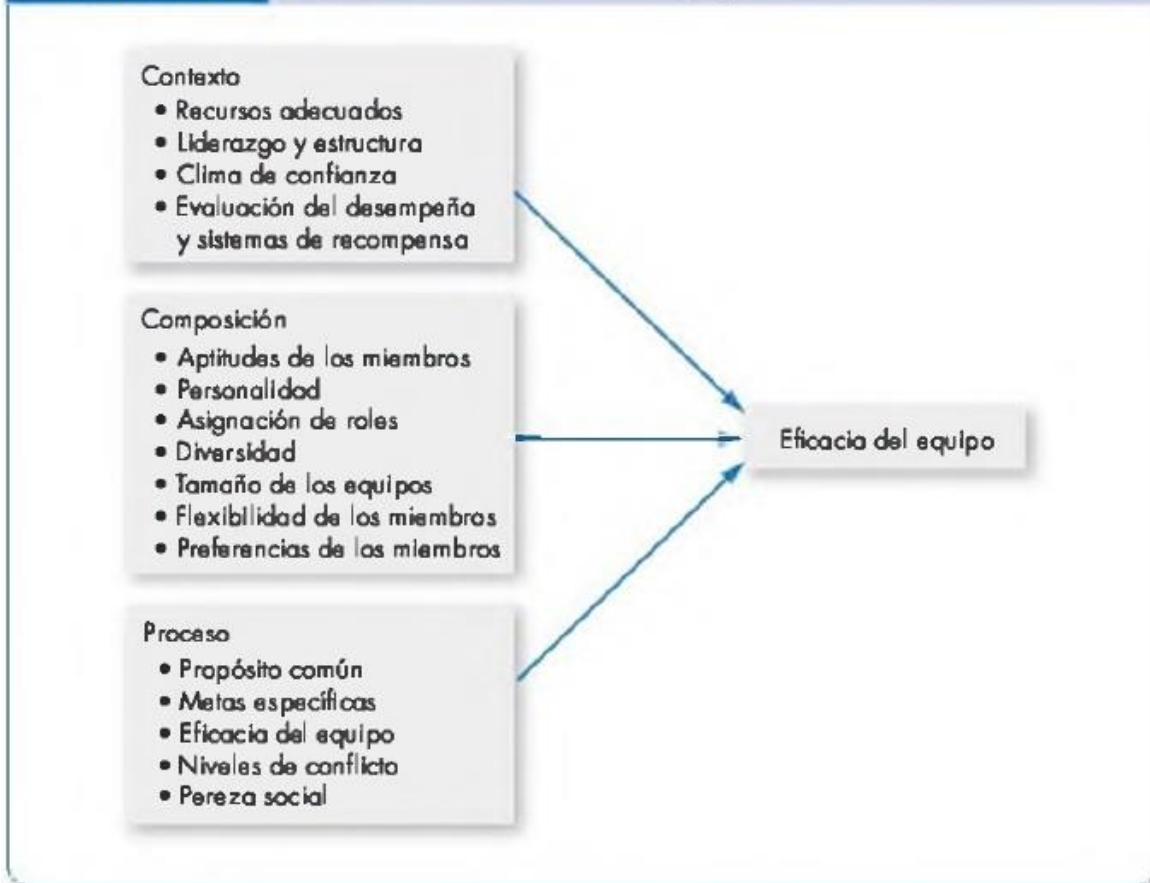 Contexto
• Recursos adecuados
• Liderazgo y estructura
• Clima de confianza
• Evaluación del desempeña
y sistemas de recompensa
Composición
• Aptitudes de los miembros
• Personalidad
• Asignación de roles
• Diversidad
• Tamaño de los equipos
• Flexibilidad de los miembros
• Preferencias de los miembros
Proceso
• Propósito común
• Metas específicas
• Eficacia del equipo
• Niveles de conflicto
• Pereza social
Eficacia del equipo